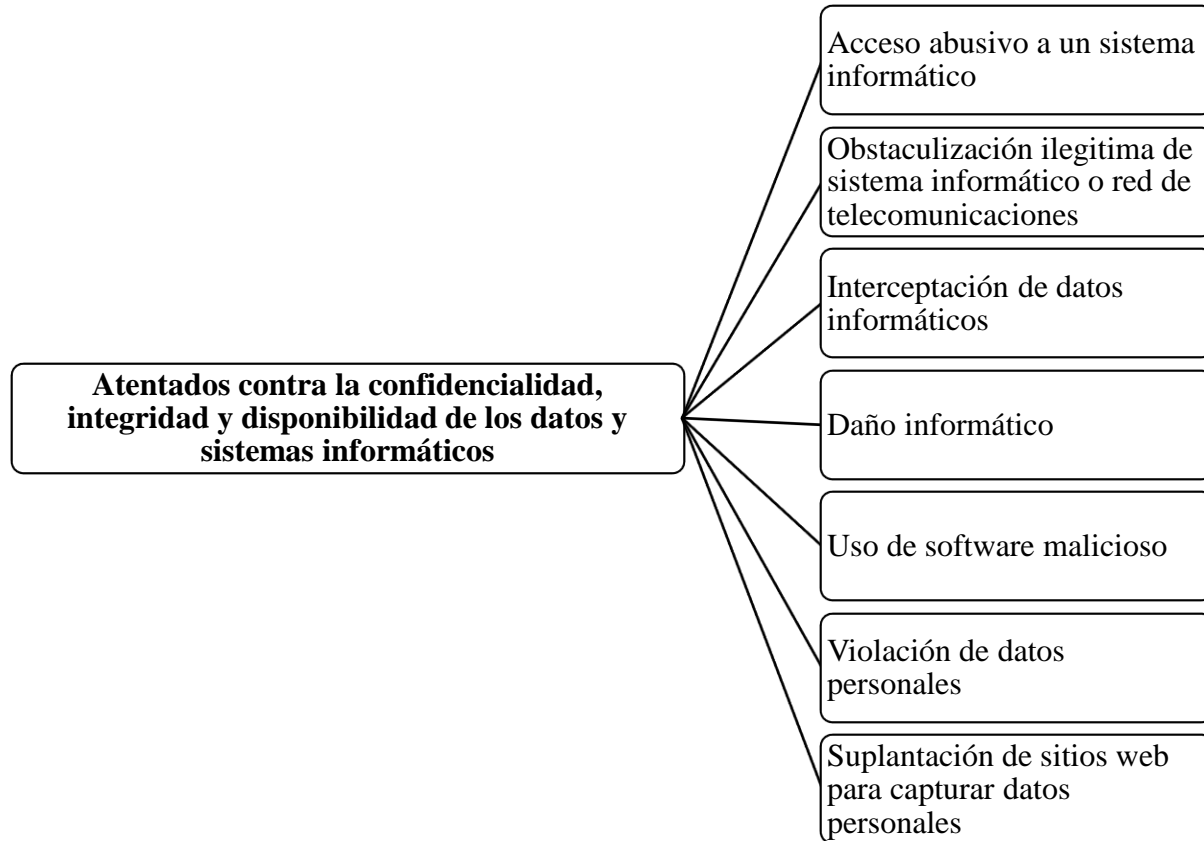 Acceso abusivo a un sistema
informático
Obstaculización ilegitima de
sistema informático o red de
telecomunicaciones
Interceptación de datos
informáticos
Atentados contra la confidencialidad,
integridad y disponibilidad de los datos y
sistemas informáticos
Daño informático
Uso de software malicioso
Violación de datos
personales
Suplantación de sitios web
para capturar datos
personales